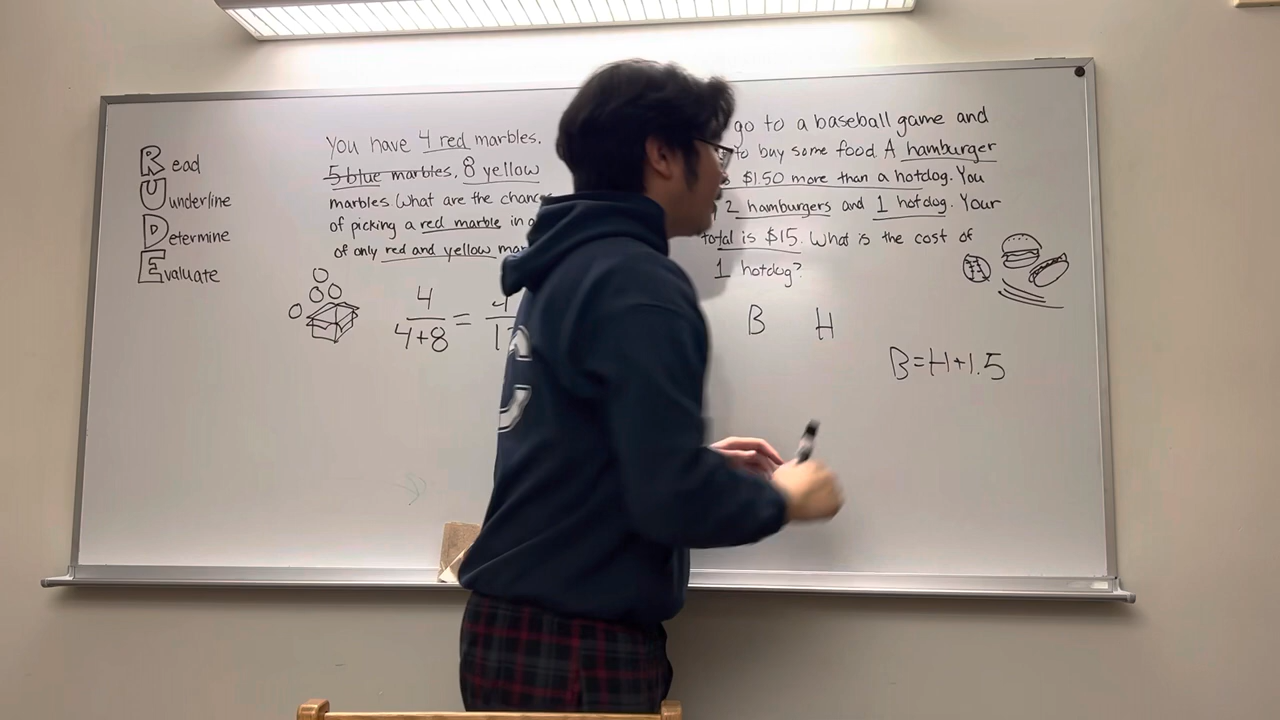 Read
Uunderline
Determine
Evaluate
You have 4 red marbles,
5 blue marbles, 8 yellow
marbles. What are the chances
of picking a red marble in a
of only red and yellow
4
4+8
=
4
go to a baseball game and
to buy some food. A hamburger
$1.50 more than a hotdog. You
2 hamburgers and 1 hotdog. Your
total is $15. What is the cost of
1 hotdog?
B H
B=H+1.5
C